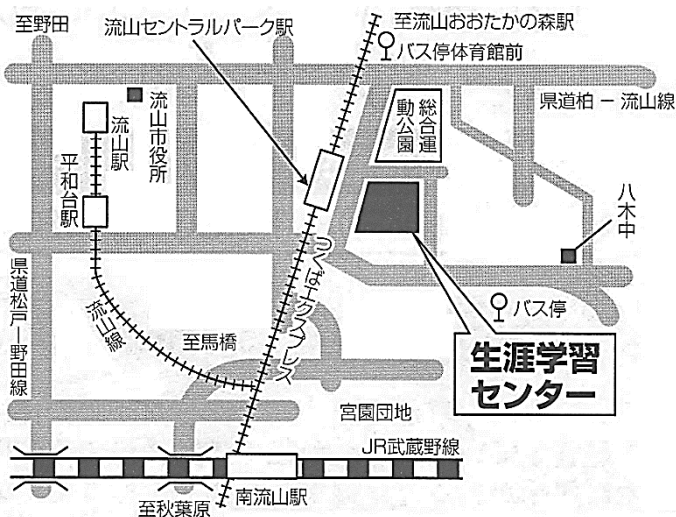 至野田
流山セントラルパーク駅
至流山おおたかの森駅
バス停体育館前
県道柏－流山線
流山市役所
流山駅
平和台駅
総合運
動公園
八木中
つくばエクスプレス
県道松戸―野田線
流山線
至馬橋
バス停
生涯学習
センター
宮園団地
JR武蔵野線
南流山駅
至秋葉原